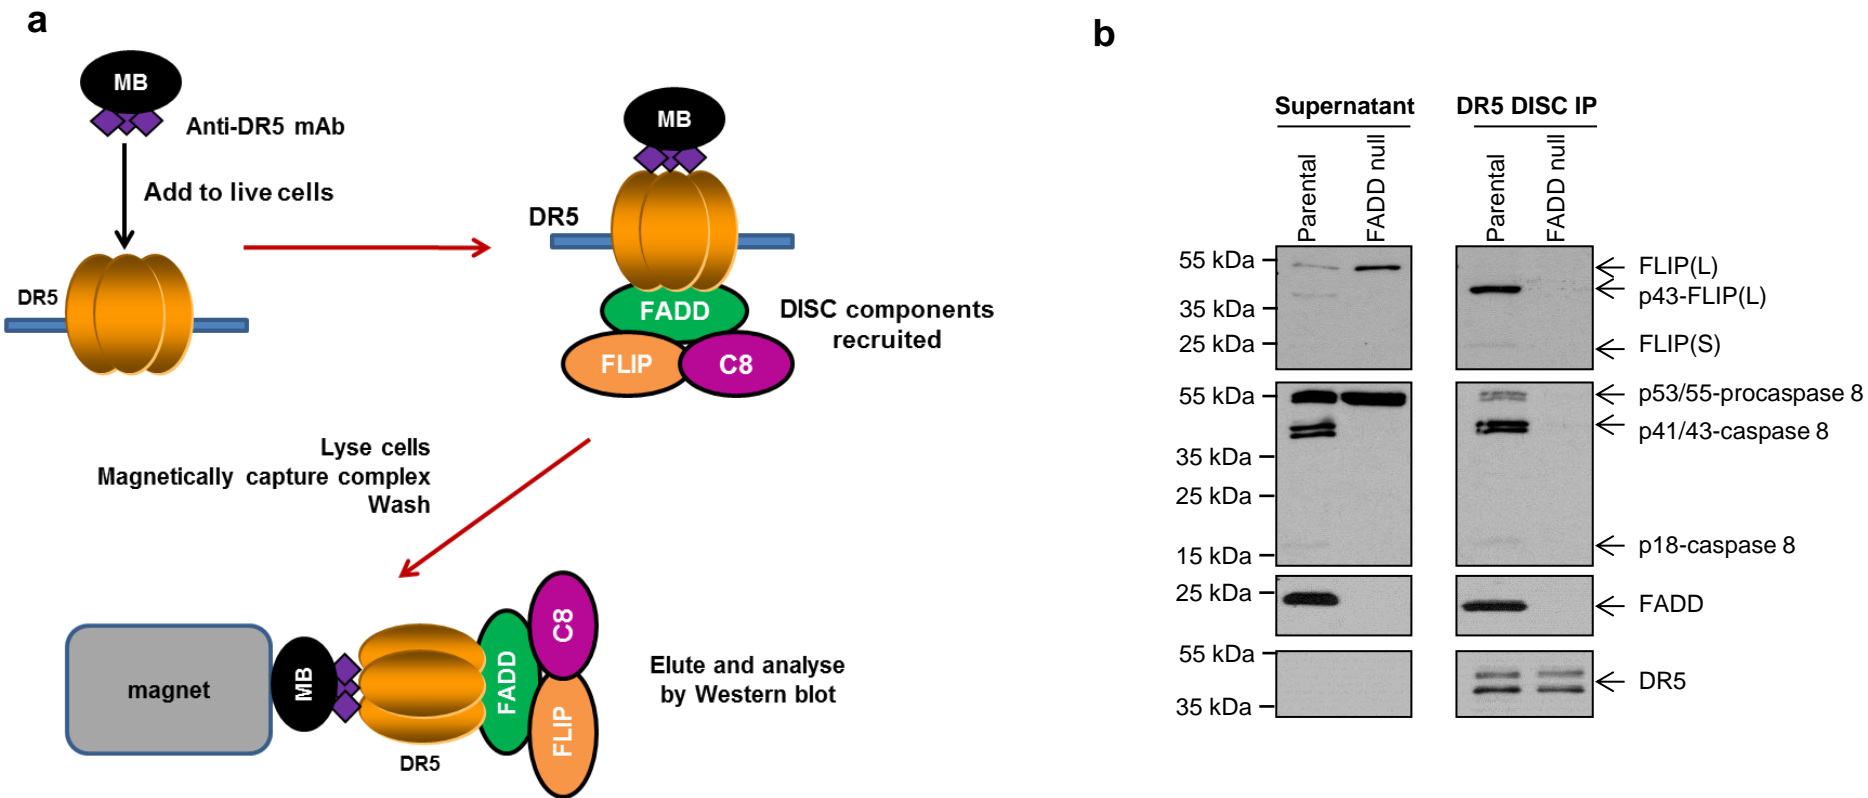 a
MB
Anti-DR5 mAb
Add to live cells
DR5
MB
DR5
FADD
FLIP
C8
DISC components
recruited
Lyse cells
Magnetically capture complex
Wash
magnet
MB
DR5
FADD
C8
FLIP
Elute and analyse
by Western blot
b
Supernatant
DR5 DISC IP
Parental
FADD null
Parental
FADD null
55 kDa
35 kDa
25 kDa
FLIP(L)
p43-FLIP(L)
FLIP(S)
55 kDa
35 kDa
25 kDa
15 kDa
p53/55-procaspase 8
p41/43-caspase 8
p18-caspase 8
25 kDa
FADD
55 kDa
35 kDa
DR5